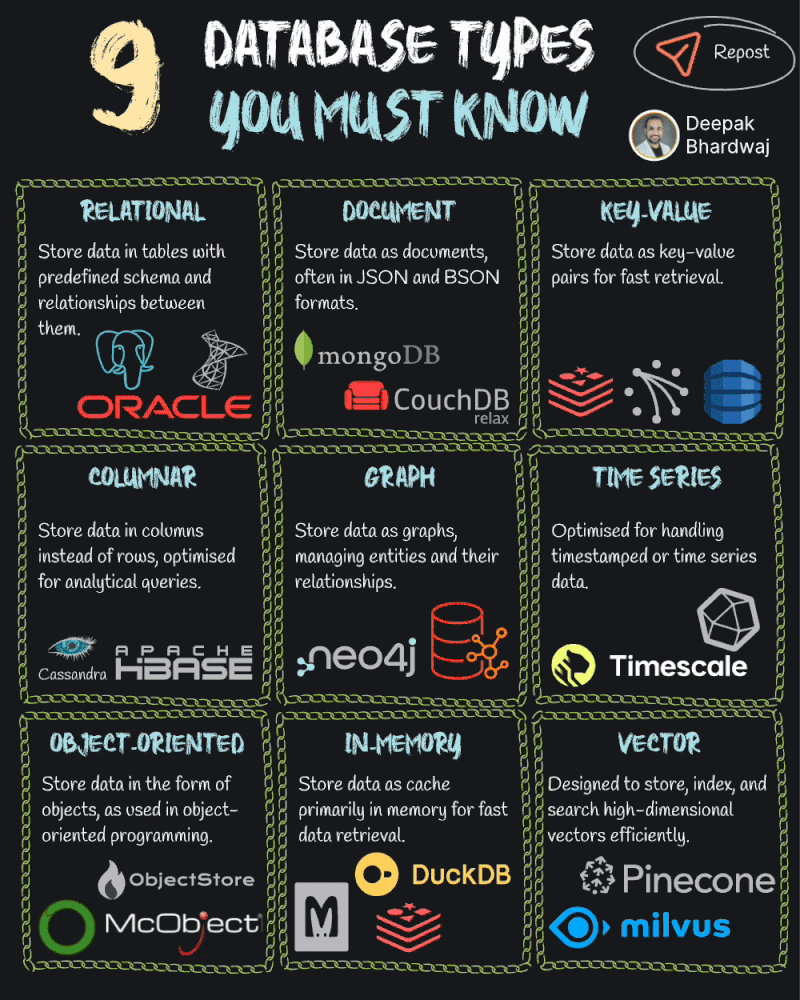 9
DATABASE TYPES
YOU MUST KNOW
Repost
Deepak
Bhardwaj
RELATIONAL
Store data in tables with
predefined schema and
relationships between
them.
ORACLE
DOCUMENT
Store data as documents,
often in JSON and BSON
formats.
mongoDB
CouchDB
relax
KEY-VALUE
Store data as key-value
pairs for fast retrieval.
COLUMNAR
Store data in columns
instead of rows, optimised
for analytical queries.
Cassandra
APACHE
HBASE
GRAPH
Store data as graphs,
managing entities and their
relationships.
neo4j
TIME SERIES
Optimised for handling
timestamped or time series
data.
Timescale
OBJECT-ORIENTED
Store data in the form of
objects, as used in object-
oriented programming.
ObjectStore
McObject
IN-MEMORY
Store data as cache
primarily in memory for fast
data retrieval.
DuckDB
M
VECTOR
Designed to store, index, and
search high-dimensional
vectors efficiently.
Pinecone
milvus